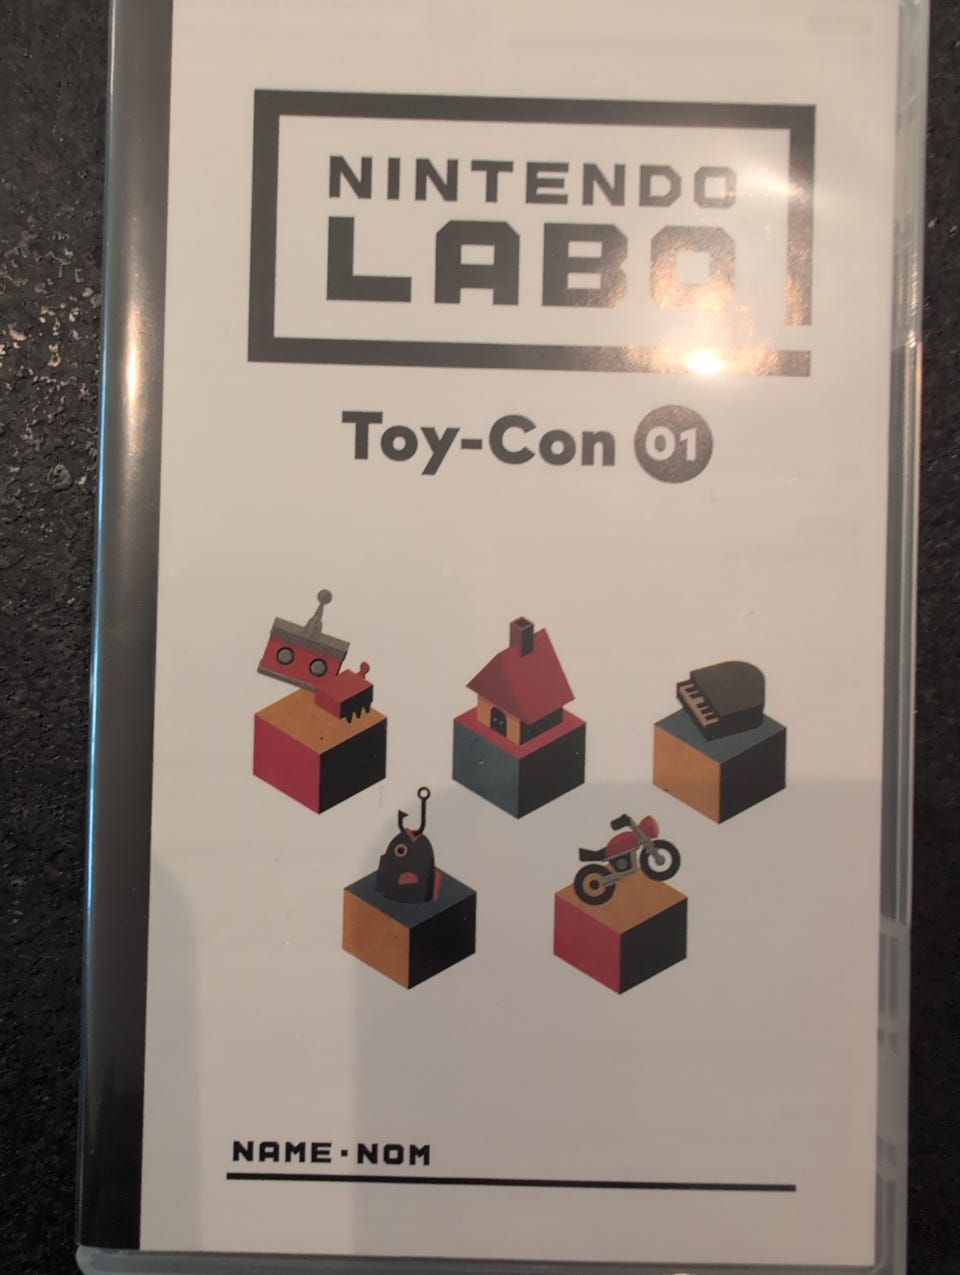 NINTENDO
LABO
Toy-Con 01
NAME·NOM